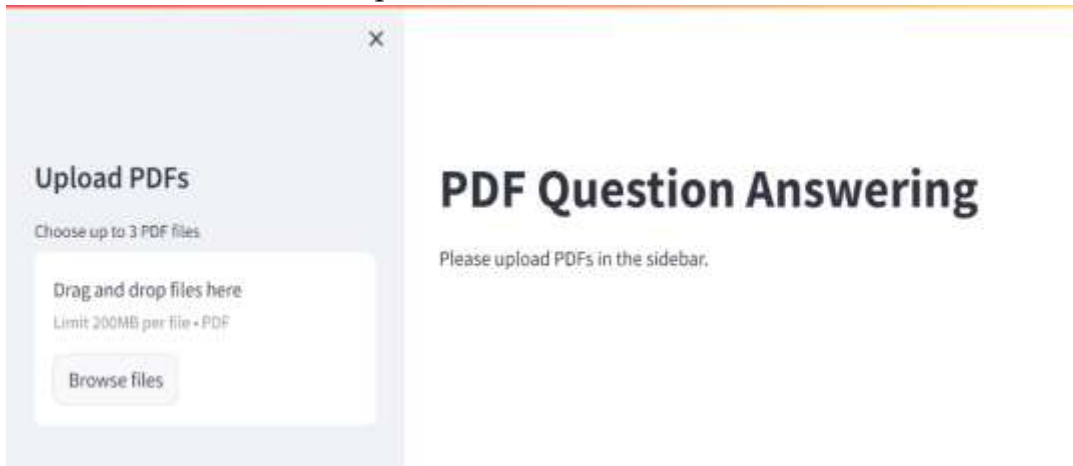 ×
Upload PDFs
Choose up to 3 PDF files
Drag and drop files here
Limit 200MB per file • PDF
Browse files
PDF Question Answering
Please upload PDFs in the sidebar.